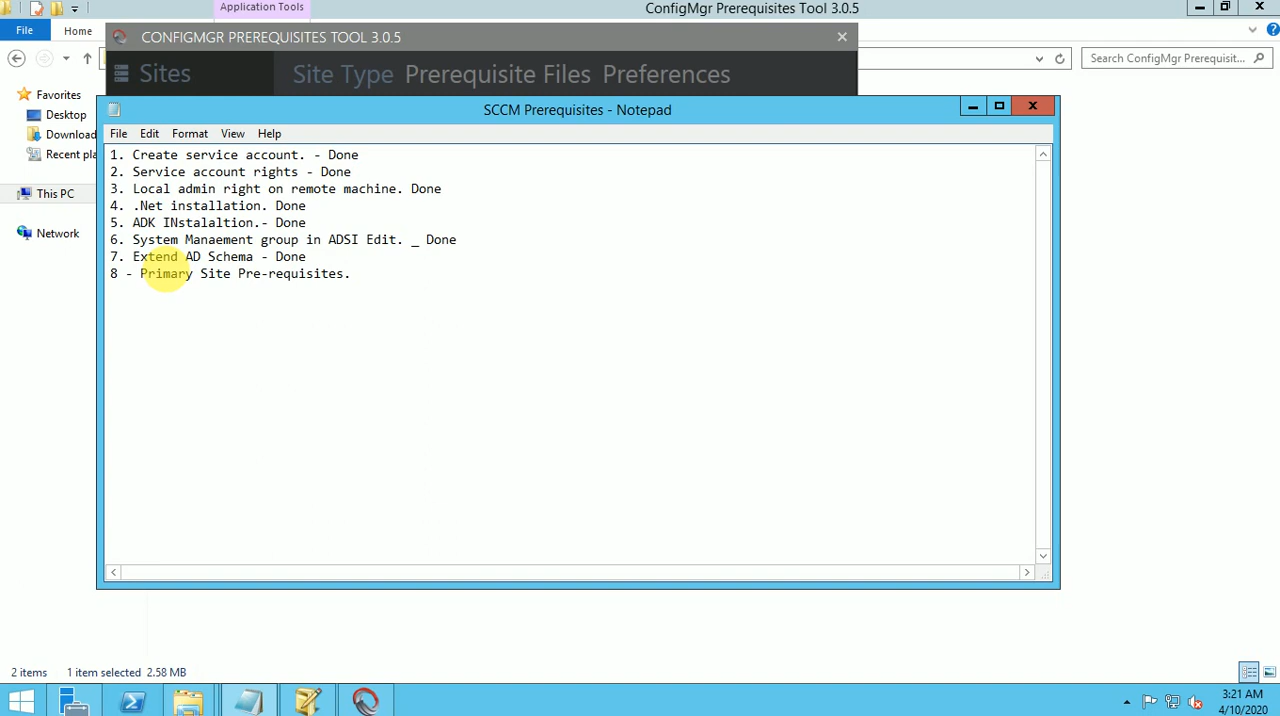 Application Tools
ConfigMgr Prerequisites Tool 3.0.5
File
Home
CONFIGMGR PREREQUISITES TOOL 3.0.5
Search ConfigMgr Prerequisit...
Sites
Site Type Prerequisite Files Preferences
Favorites
Desktop
Download
Recent pla
This PC
Network
SCCM Prerequisites - Notepad
File Edit Format View Help
1. Create service account. - Done
2. Service account rights - Done
3. Local admin right on remote machine. Done
4. .Net installation. Done
5. ADK INstalaltion.- Done
6. System Manaement group in ADSI Edit. _ Done
7. Extend AD Schema - Done
8 - Primary Site Pre-requisites.
2 items 1 item selected 2.58 MB
3:21 AM
4/10/2020